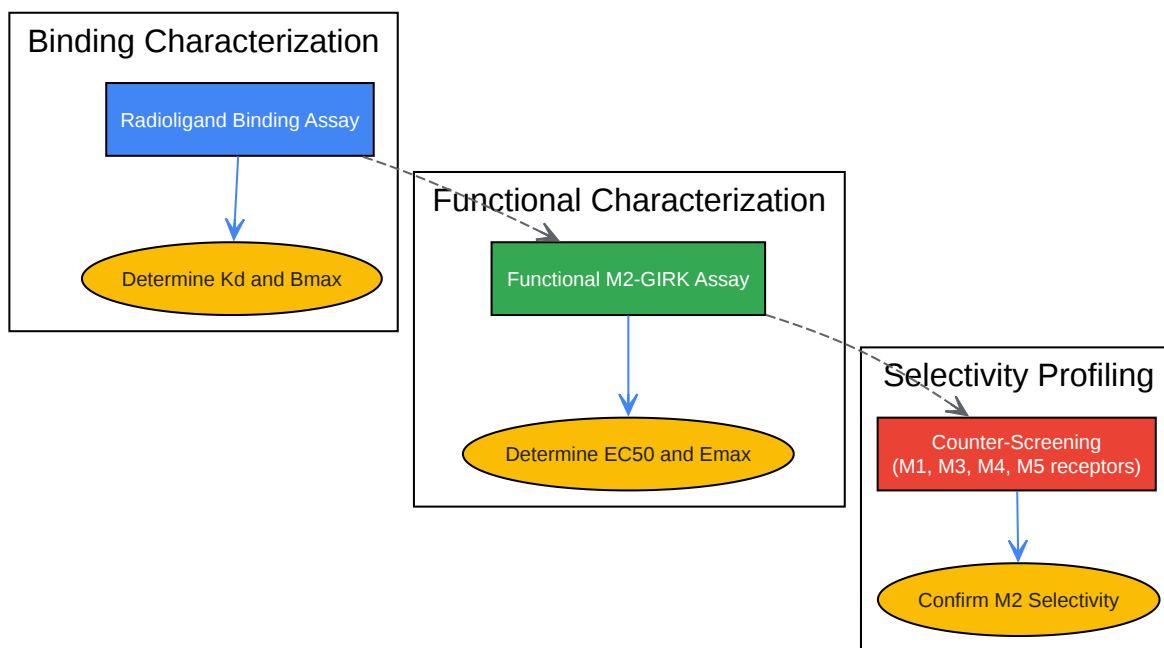 Binding Characterization
Radioligand Binding Assay
Determine Kd and Bmax
Functional Characterization
Functional M2-GIRK Assay
Determine EC50 and Emax
Selectivity Profiling
Counter-Screening
(M1, M3, M4, M5 receptors)
Confirm M2 Selectivity